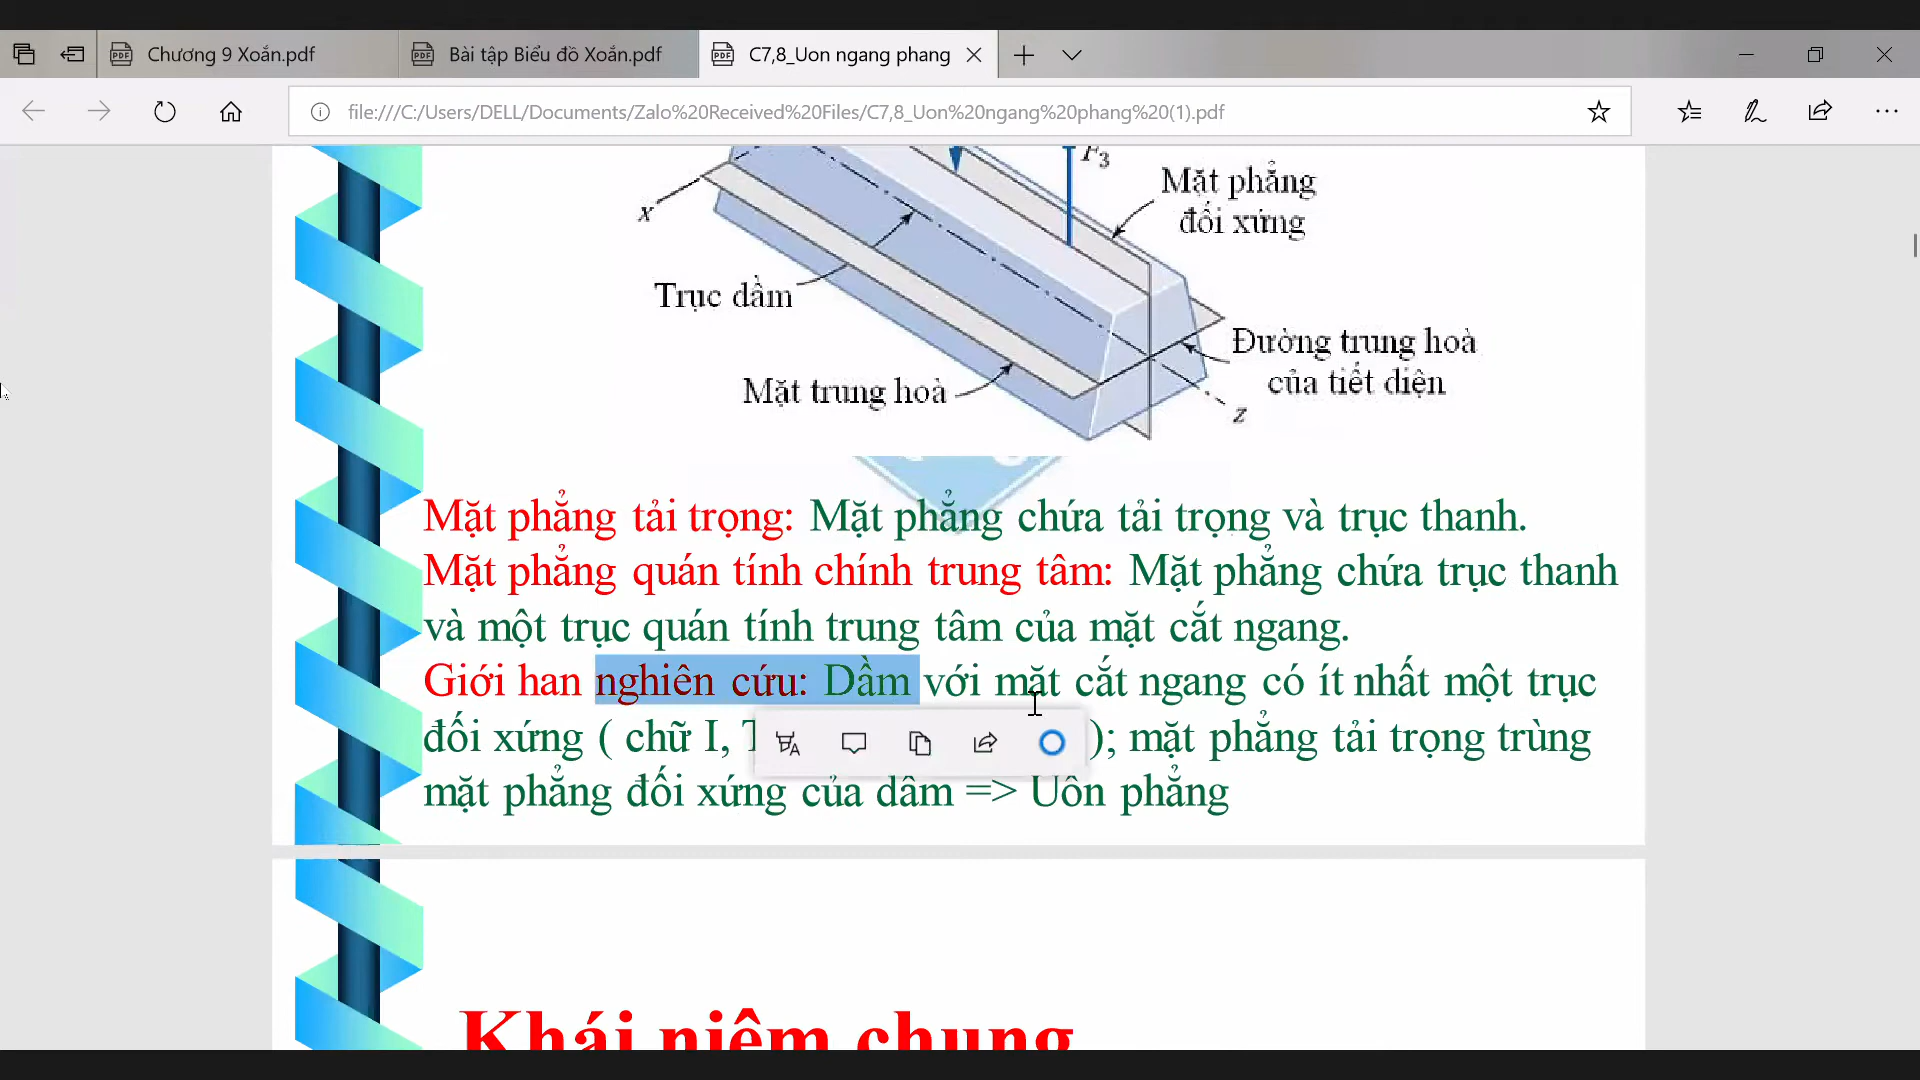 Chương 9 Xoắn.pdf
Bài tập Biểu đồ Xoắn.pdf
C7,8_Uon ngang phang
file:///C:/Users/DELL/Documents/Zalo%20Received%20Files/C7,8_Uon%20ngang%20phang%20(1).pdf
F3
Mặt phẳng
đối xứng
x
Trục dầm
Đường trung hoà
của tiết diện
Mặt trung hoà
z
Mặt phẳng tải trọng: Mặt phẳng chứa tải trọng và trục thanh.
Mặt phẳng quán tính chính trung tâm: Mặt phẳng chứa trục thanh
và một trục quán tính trung tâm của mặt cắt ngang.
Giới han nghiên cứu: Dầm với mặt cắt ngang có ít nhất một trục
đối xứng ( chữ I, ); mặt phẳng tải trọng trùng
mặt phẳng đối xứng của dầm => Uốn phẳng
Khái niệm chung